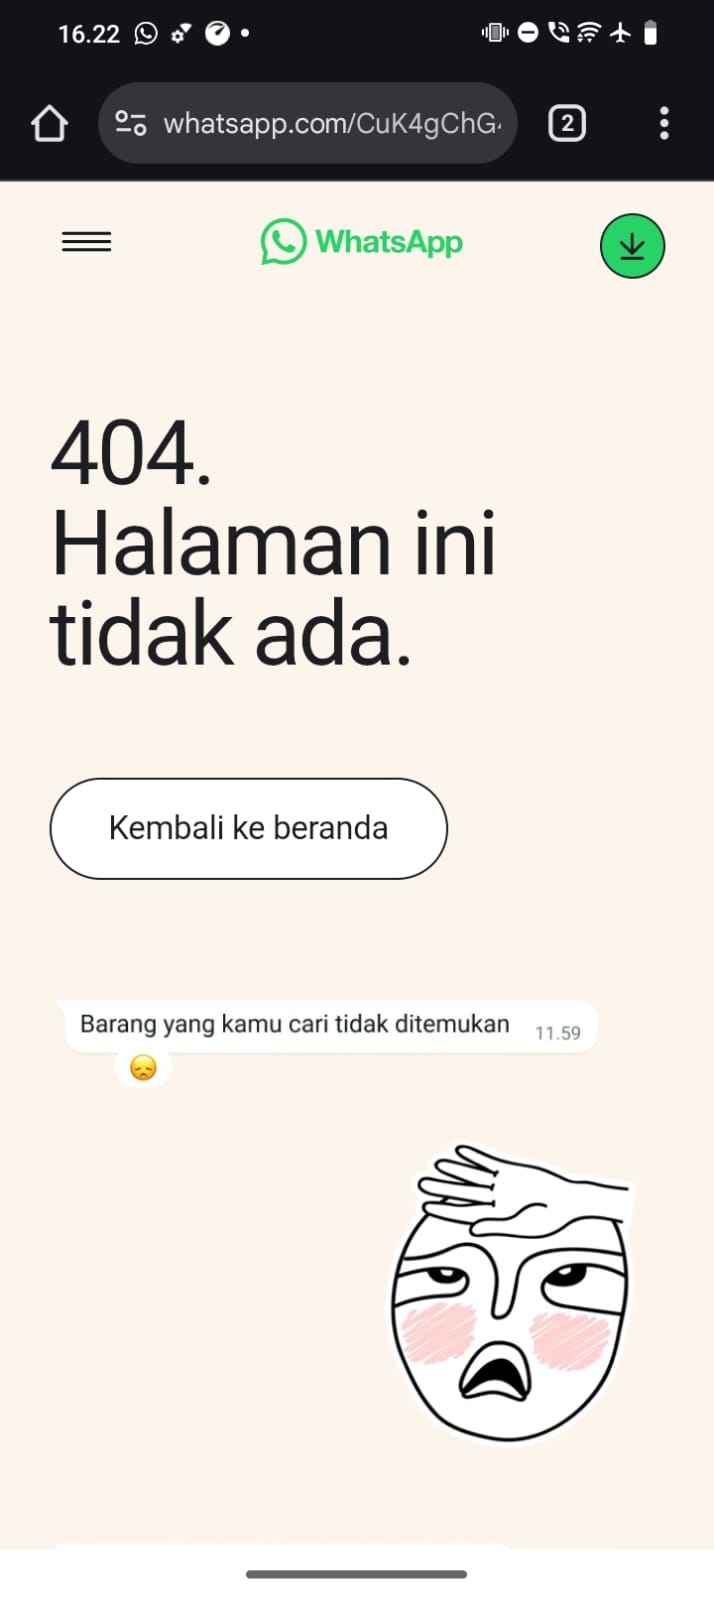 16.22
whatsapp.com/CuK4gChG
2
WhatsApp
404.
Halaman ini
tidak ada.
Kembali ke beranda
Barang yang kamu cari tidak ditemukan 11.59